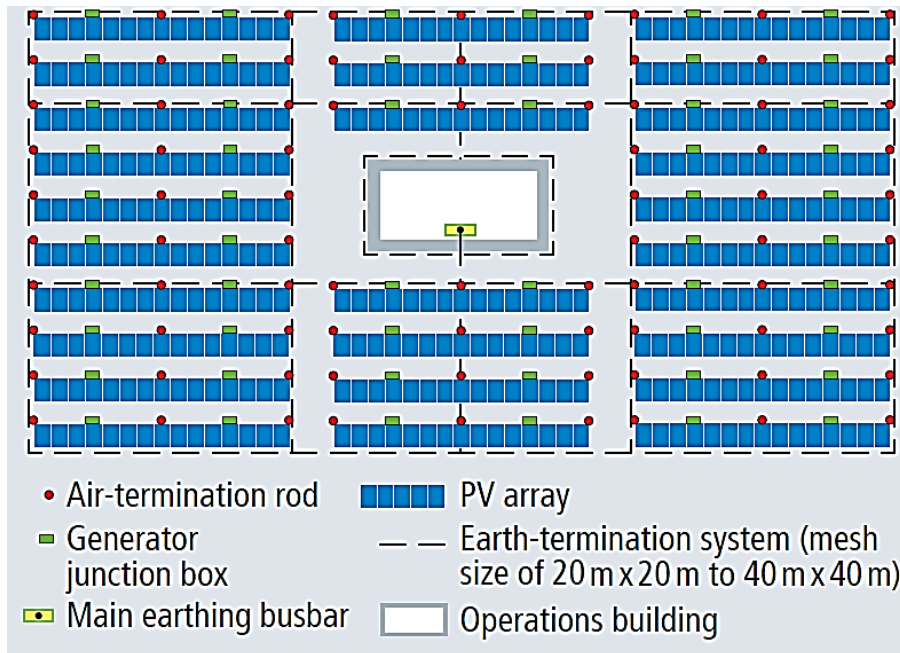 Air-termination rod
PV array
Generator
junction box
Earth-termination system (mesh
size of 20 m x 20 m to 40 m x 40 m)
Main earthing busbar
Operations building